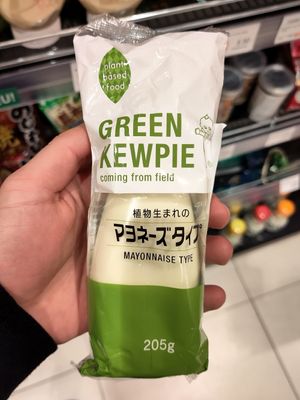 plant
based
food
GREEN
KEWPIE
coming from field
植物生まれの
マヨネーズタイプ
MAYONNAISE TYPE
205g